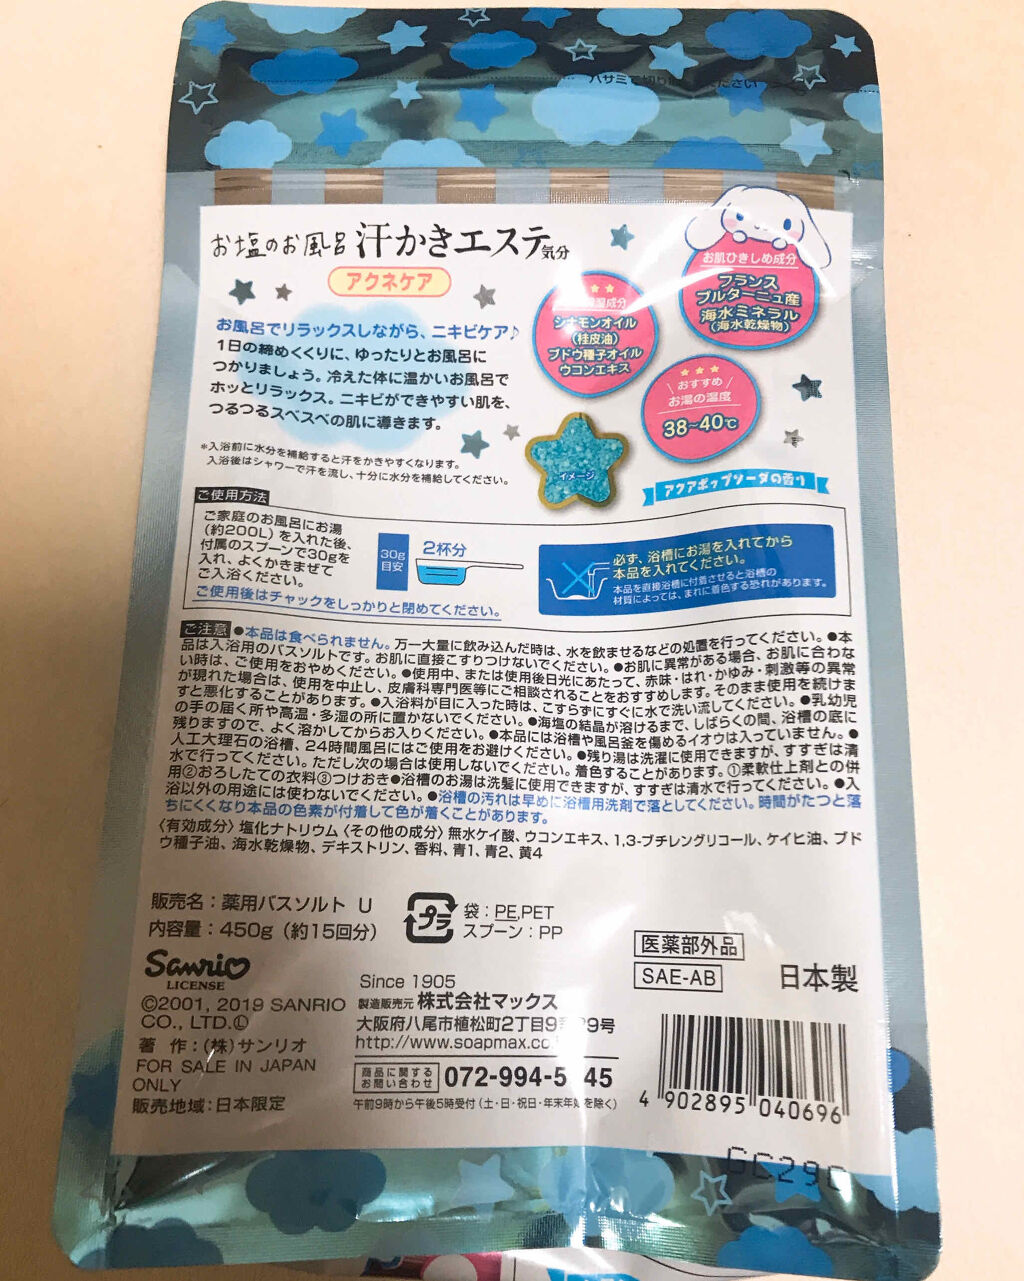 お塩のお風呂 汗かきエステ気分
アクネケア
お風呂でリラックスしながら、ニキビケア♪
1日の締めくくりに、ゆったりとお風呂に
つかりましょう。冷えた体に温かいお風呂で
ホッとリラックス。ニキビができやすい肌を、
つるつるスベスベの肌に導きます。
*入浴前に水分を補給すると汗をかきやすくなります。
入浴後はシャワーで汗を流し、十分に水分を補給してください。
成分
シナモンオイル
(桂皮油)
ブドウ種子オイル
ウコンエキス
お肌ひきしめ成分
フランス
ブルターニュ産
海水ミネラル
(海水乾燥物)
おすすめ
お湯の温度
38~40℃
イメージ
アクアポップソーダの香り
ご使用方法
ご家庭のお風呂にお湯
(約200L)を入れた後、
付属のスプーンで30gを
入れ、よくかきまぜて
ご入浴ください。
ご使用後はチャックをしっかりと閉めてください。
30g
目安
2杯分
必ず、浴槽にお湯を入れてから
本品を入れてください。
本品を直接浴槽に付着させると浴槽の
材質によっては、まれに着色する恐れがあります。
ご注意 ●本品は食べられません。万一大量に飲み込んだ時は、水を飲ませるなどの処置を行ってください。●本
品は入浴用のバスソルトです。お肌に直接こすりつけないでください。●お肌に異常がある場合、お肌に合わな
い時は、ご使用をおやめください。●使用中、または使用後日光にあたって、赤味・はれ・かゆみ・刺激等の異常
が現れた場合は、使用を中止し、皮膚科専門医等にご相談されることをおすすめします。そのまま使用を続けま
すと悪化することがあります。●入浴料が目に入った時は、こすらずにすぐに水で洗い流してください。●乳幼児
の手の届く所や高温・多湿の所に置かないでください。●海塩の結晶が溶けるまで、しばらくの間、浴槽の底に
残りますので、よく溶かしてからお入りください。●本品には浴槽や風呂釜を傷めるイオウは入っていません。●
人工大理石の浴槽、24時間風呂にはご使用をお避けください。●残り湯は洗濯に使用できますが、すすぎは清
水で行ってください。ただし次の場合は使用しないでください。着色することがあります。①柔軟仕上剤との併
用②おろしたての衣料③つけおき●浴槽のお湯は洗髪に使用できますが、すすぎは清水で行ってください。●入
浴以外の用途には使わないでください。●浴槽の汚れは早めに浴槽用洗剤で落としてください。時間がたつと落
ちにくくなり本品の色素が付着して色が着くことがあります。
〈有効成分〉塩化ナトリウム〈その他の成分〉無水ケイ酸、ウコンエキス、1,3-ブチレングリコール、ケイヒ油、ブド
ウ種子油、海水乾燥物、デキストリン、香料、青1、青2、黄4
販売名:薬用バスソルト U
内容量:450g(約15回分)
プラ
袋:PE,PET
スプーン:PP
医薬部外品
SAE-AB
日本製
Sanrio
LICENSE
©2001, 2019 SANRIO
CO., LTD.Ⓛ
著 作:(株)サンリオ
FOR SALE IN JAPAN
ONLY
販売地域:日本限定
Since 1905
製造販売元 株式会社マックス
大阪府八尾市植松町2丁目9 9号
http://www.soapmax.co
商品に関する
お問い合わせ
072-994-5 45
午前9時から午後5時受付(土・日・祝日・年末年始を除く)
4 902895 040696
GC29C